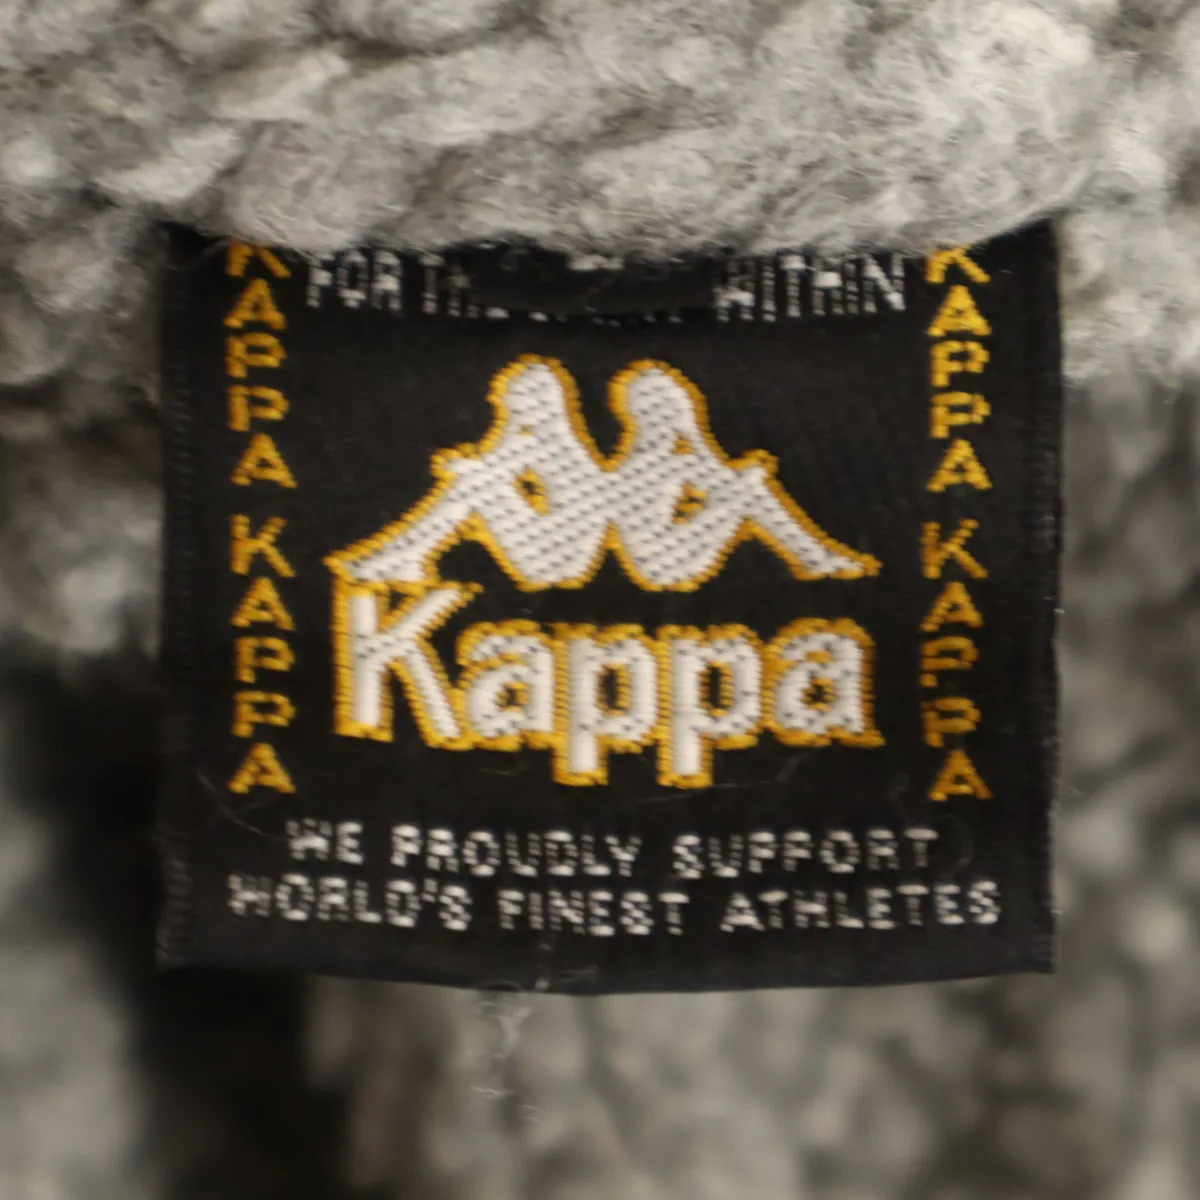 FOR WITHIN
KAPPA KAPPA
KAPPA KAPPA
Kappa
WE PROUDLY SUPPORT
WORLD'S FINEST ATHLETES